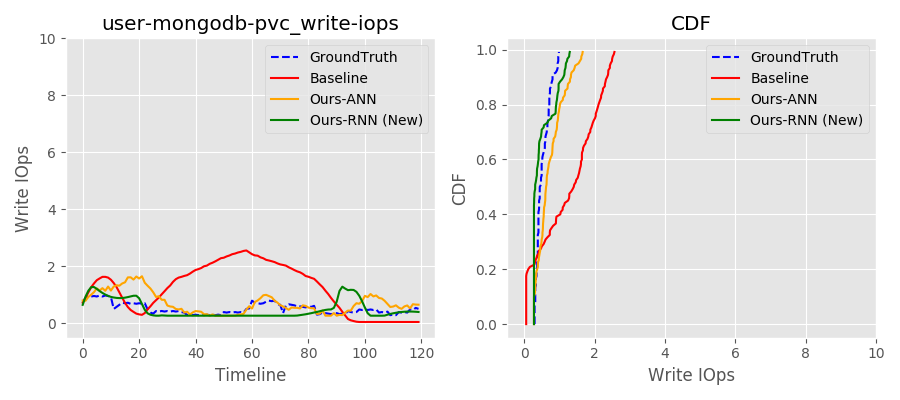 user-mongodb-pvc_write-iops
10
8
6
4
2
0
Write IOps
0
20
40
60
80
100
120
Timeline
GroundTruth
Baseline
Ours-ANN
Ours-RNN (New)
CDF
1.0
0.8
0.6
0.4
0.2
0.0
CDF
0
2
4
6
8
10
Write IOps
GroundTruth
Baseline
Ours-ANN
Ours-RNN (New)